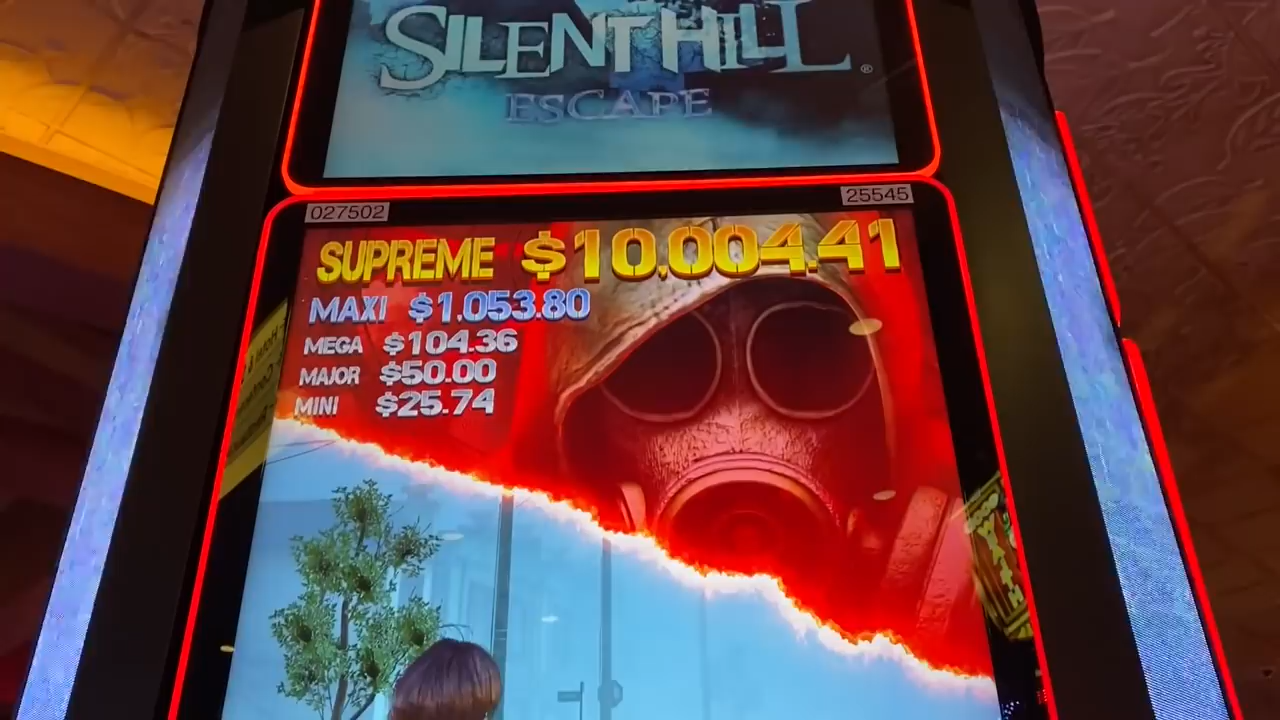 SILENT HILL®
ESCAPE
027502
25545
SUPREME $10,004.41
MAXI $1,053.80
MEGA $104.36
MAJOR $50.00
MINI $25.74